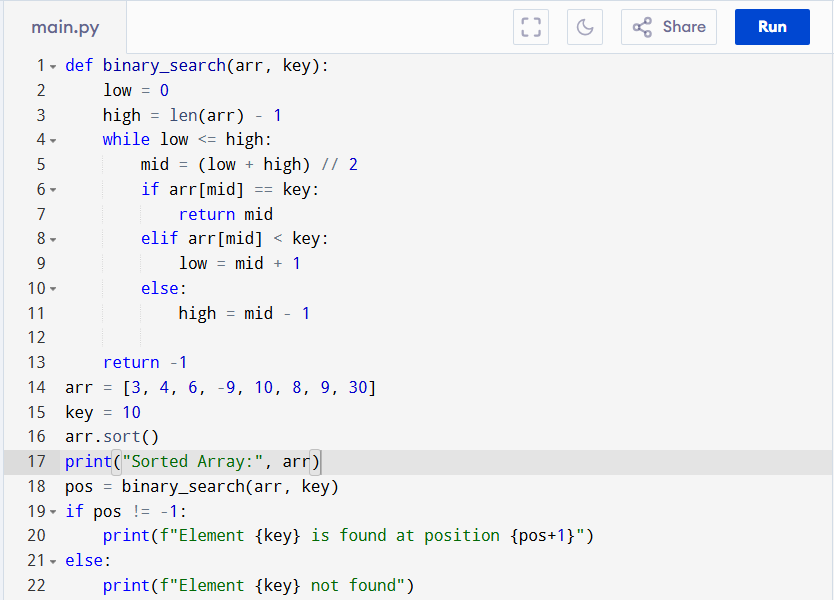 main.py
Share
Run
1 def binary_search(arr, key):
2     low = 0
3     high = len(arr) - 1
4     while low <= high:
5         mid = (low + high) // 2
6         if arr[mid] == key:
7             return mid
8         elif arr[mid] < key:
9             low = mid + 1
10         else:
11             high = mid - 1
12
13     return -1
14 arr = [3, 4, 6, -9, 10, 8, 9, 30]
15 key = 10
16 arr.sort()
17 print("Sorted Array:", arr)
18 pos = binary_search(arr, key)
19 if pos != -1:
20     print(f"Element {key} is found at position {pos+1}")
21 else:
22     print(f"Element {key} not found")